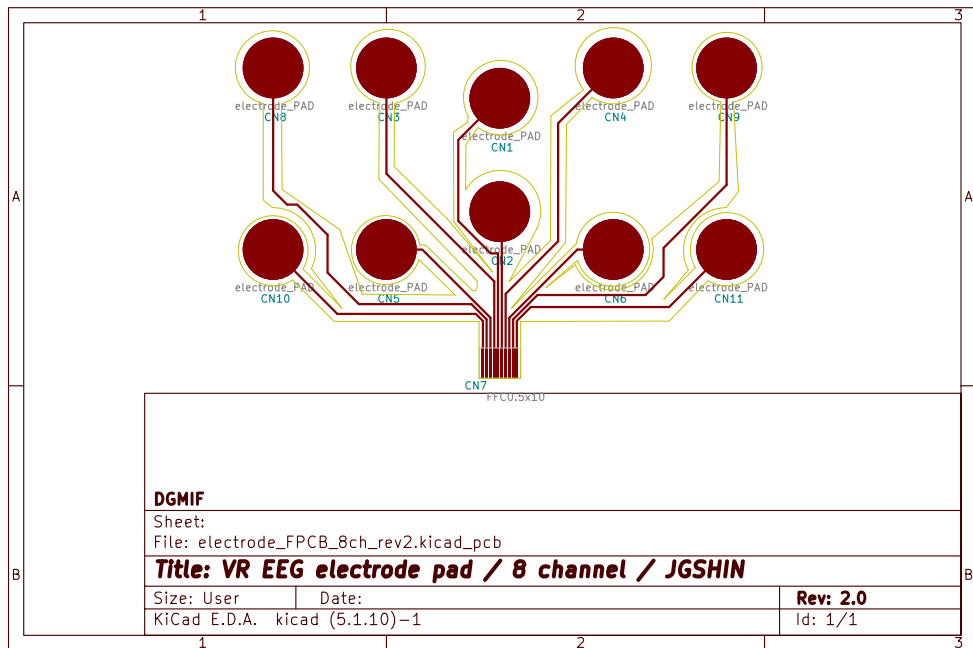 1 2 3
electrode_PAD electrode_PAD electrode_PAD electrode_PAD
CN8 CN3 CN4 CN9
electrode_PAD
CN1
A A
electrode_PAD
CN2
electrode_PAD electrode_PAD electrode_PAD electrode_PAD
CN10 CN5 CN6 CN11
CN7
FFC0.5x10
DGMIF
Sheet:
File: electrode_FPCB_8ch_rev2.kicad_pcb
Title: VR EEG electrode pad / 8 channel / JGSHIN
B B
Size: User Date: Rev: 2.0
KiCad E.D.A. kicad (5.1.10)-1 Id: 1/1
1 2 3